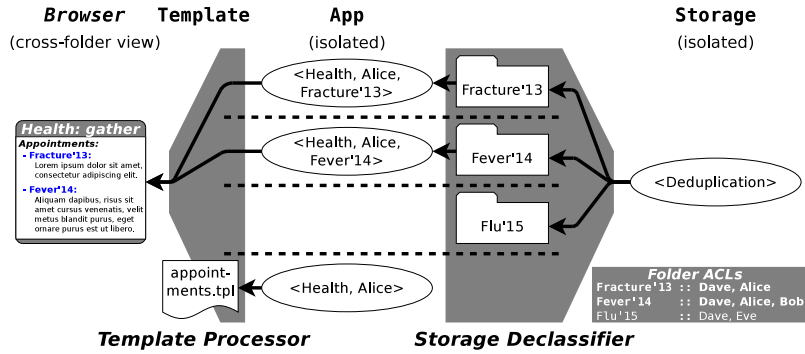 Browser Template App Storage
(cross-folder view) (isolated) (isolated)
<Health, Alice,
Fracture'13>
Fracture'13
Health: gather
Appointments:
- Fracture'13:
Lorem ipsum dolor sit amet,
consectetur adipiscing elit.
- Fever'14:
Aliquam dapibus, risus sit
amet cursus venenatis, velit
metus blandit purus, eget
ornare purus est ut libero.
<Health, Alice,
Fever'14>
Fever'14
<Deduplication>
Flu'15
appoint-
ments.tpl
<Health, Alice>
Folder ACLs
Fracture'13 :: Dave, Alice
Fever'14 :: Dave, Alice, Bob
Flu'15 :: Dave, Eve
Template Processor Storage Declassifier